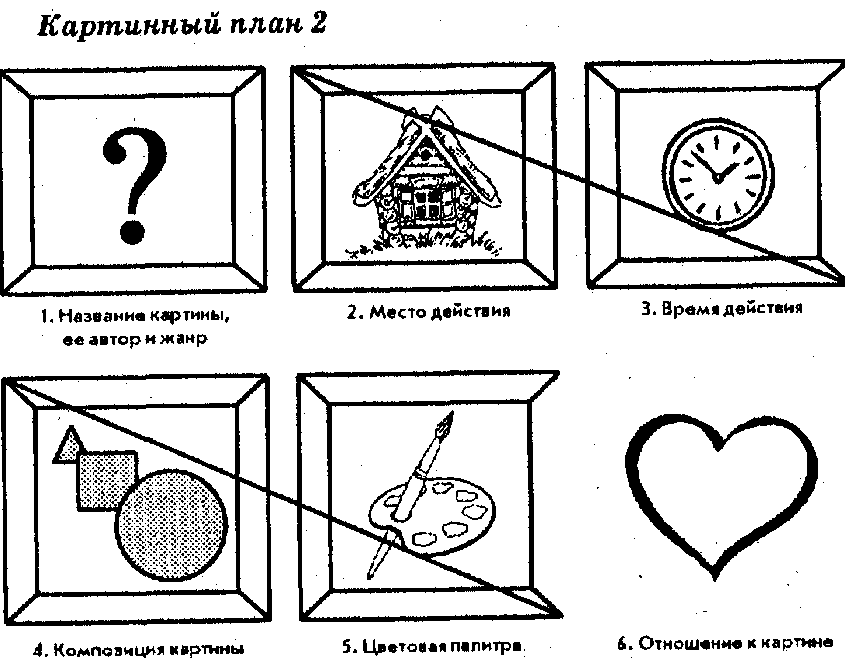 Картинный план 2
1. Название картины,
ее автор и жанр
2. Место действия
3. Время действия
4. Композиция картины
5. Цветовая палитра
6. Отношение к картине